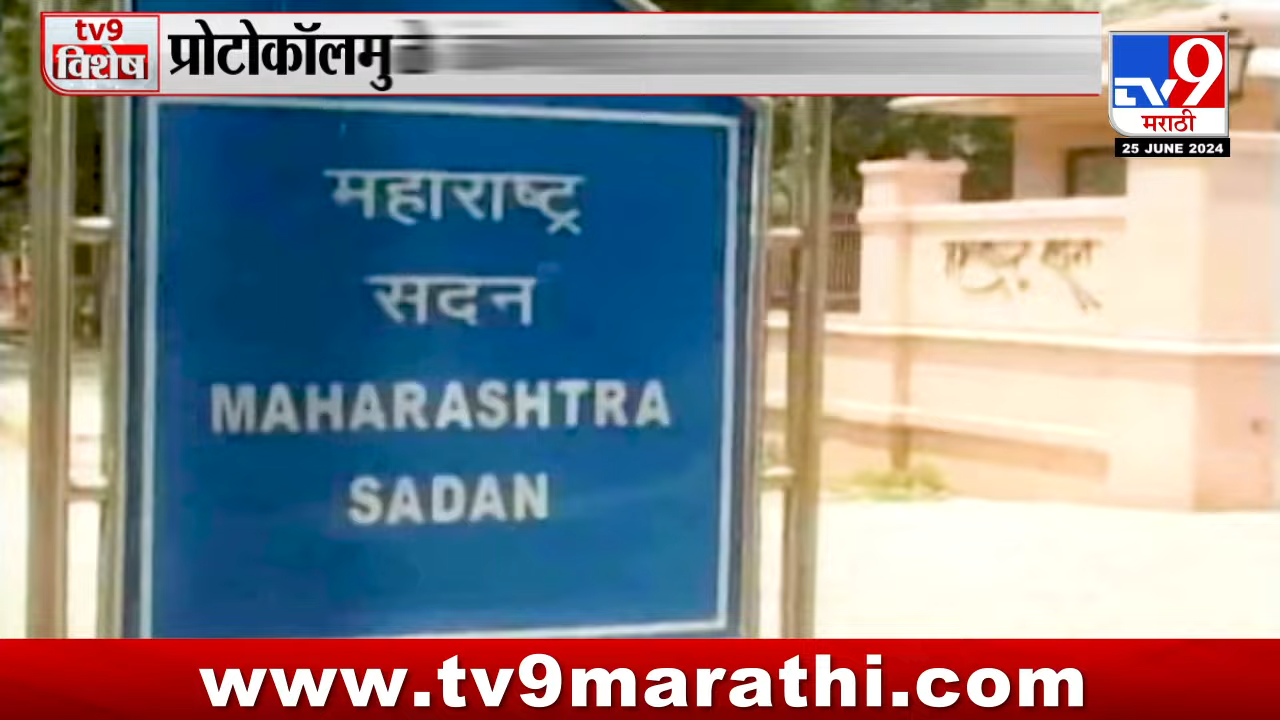 tv9
विशेष
प्रोटोकॉलमु
TV9
मराठी
25 JUNE 2024
महाराष्ट्र
सदन
MAHARASHTRA
SADAN
www.tv9marathi.com